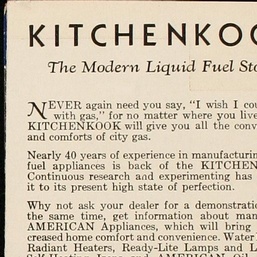 KITCHENKOO
The Modern Liquid Fuel Sto
NEVER again need you say, "I wish I cou
with gas," for no matter where you live
KITCHENKOOK will give you all the conv
and comforts of city gas.
Nearly 40 years of experience in manufacturin
fuel appliances is back of the KITCHEN
Continuous research and experimenting has
it to its present high state of perfection.
Why not ask your dealer for a demonstratio
the same time, get information about man
AMERICAN Appliances, which will bring
creased home comfort and convenience. Water
Radiant Heaters, Ready-Lite Lamps and L